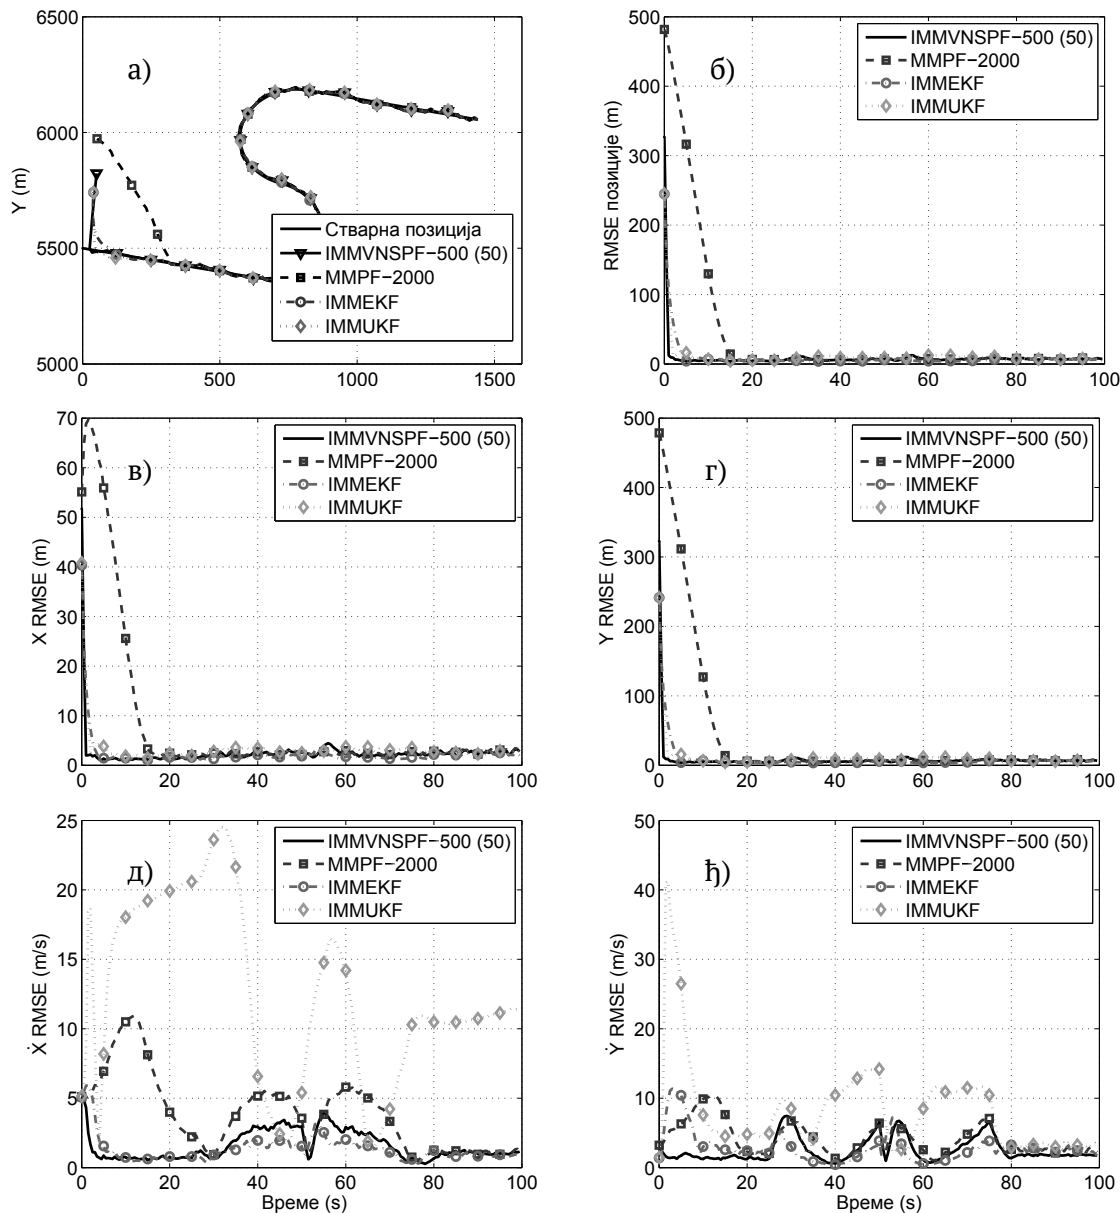 6500
6000
5500
5000
Y (m)
0
500
1000
1500
а)
Стварна позиција
IMMVNSPF−500 (50)
MMPF−2000
IMMEKF
IMMUKF
500
400
300
200
100
0
RMSE позиције (m)
0
20
40
60
80
100
б)
IMMVNSPF−500 (50)
MMPF−2000
IMMEKF
IMMUKF
70
60
50
40
30
20
10
0
X RMSE (m)
0
20
40
60
80
100
в)
IMMVNSPF−500 (50)
MMPF−2000
IMMEKF
IMMUKF
500
400
300
200
100
0
Y RMSE (m)
0
20
40
60
80
100
г)
IMMVNSPF−500 (50)
MMPF−2000
IMMEKF
IMMUKF
25
20
15
10
5
0
Ẋ RMSE (m/s)
0
20
40
60
80
100
Време (s)
д)
IMMVNSPF−500 (50)
MMPF−2000
IMMEKF
IMMUKF
50
40
30
20
10
0
Ẏ RMSE (m/s)
0
20
40
60
80
100
Време (s)
ђ)
IMMVNSPF−500 (50)
MMPF−2000
IMMEKF
IMMUKF